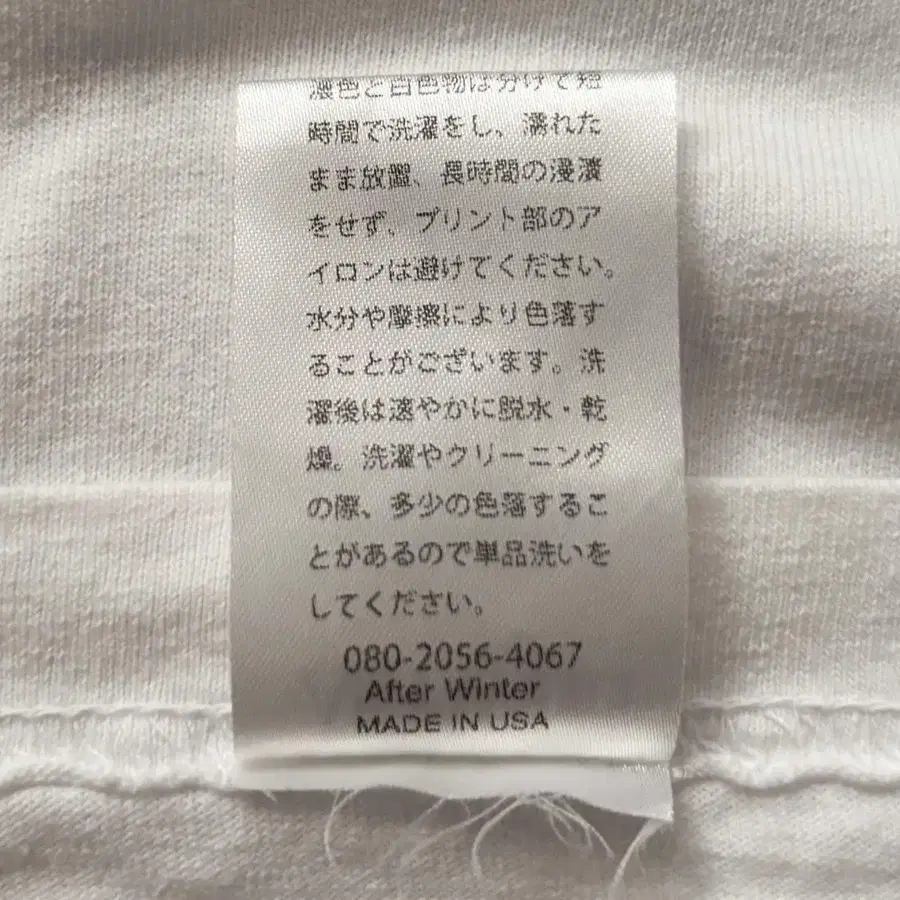 濃色と白色物は分けて短
時間で洗濯をし、濡れた
まま放置、長時間の浸漬
をせず、プリント部のア
イロンは避けてください。
水分や摩擦により色落す
ることがございます。洗
濯後は速やかに脱水・乾
燥。洗濯やクリーニング
の際、多少の色落するこ
とがあるので単品洗いを
してください。
080-2056-4067
After Winter
MADE IN USA